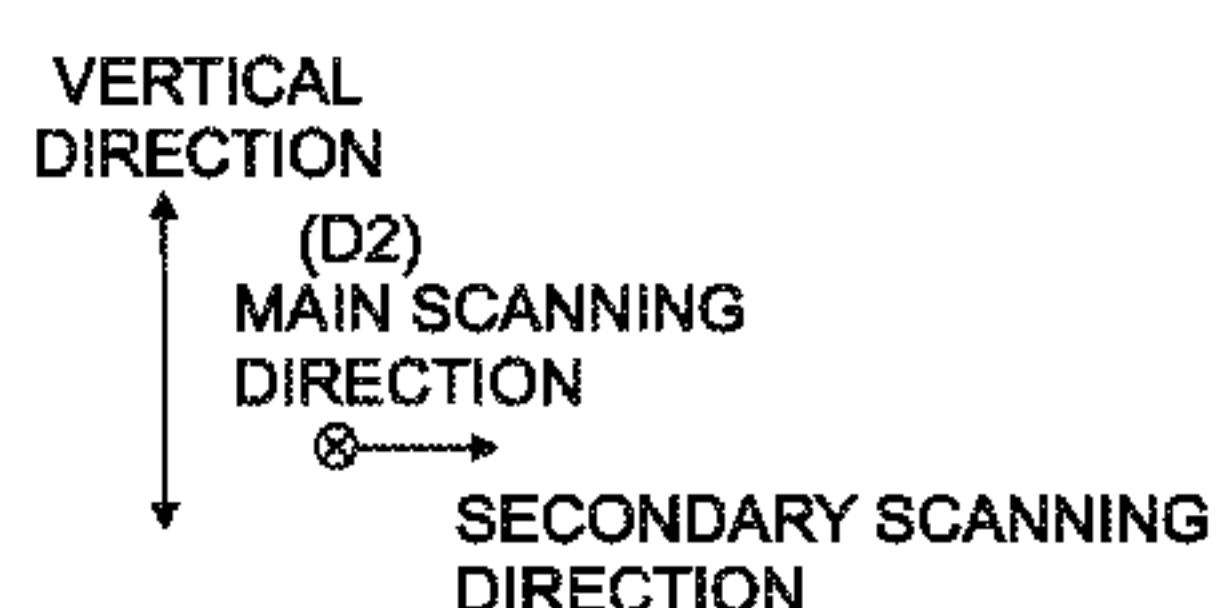 VERTICAL
DIRECTION
(D2)
MAIN SCANNING
DIRECTION
SECONDARY SCANNING
DIRECTION